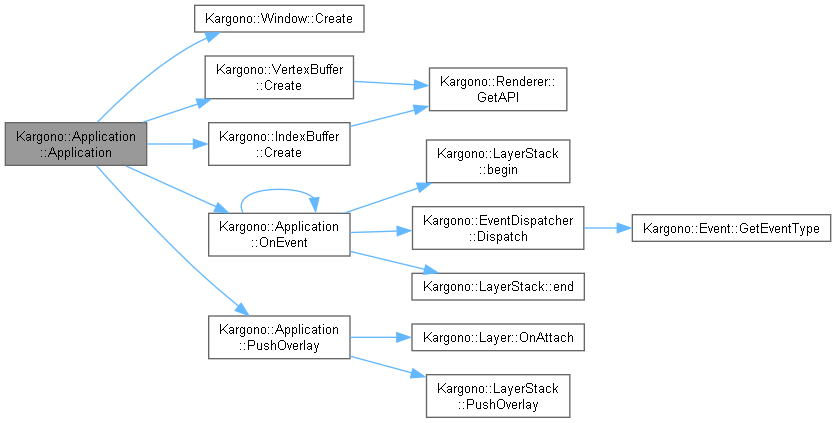 Kargono::Window::Create
Kargono::VertexBuffer
::Create
Kargono::Renderer::
GetAPI
Kargono::Application
::Application
Kargono::IndexBuffer
::Create
Kargono::LayerStack
::begin
Kargono::Application
::OnEvent
Kargono::EventDispatcher
::Dispatch
Kargono::Event::GetEventType
Kargono::LayerStack::end
Kargono::Application
::PushOverlay
Kargono::Layer::OnAttach
Kargono::LayerStack
::PushOverlay